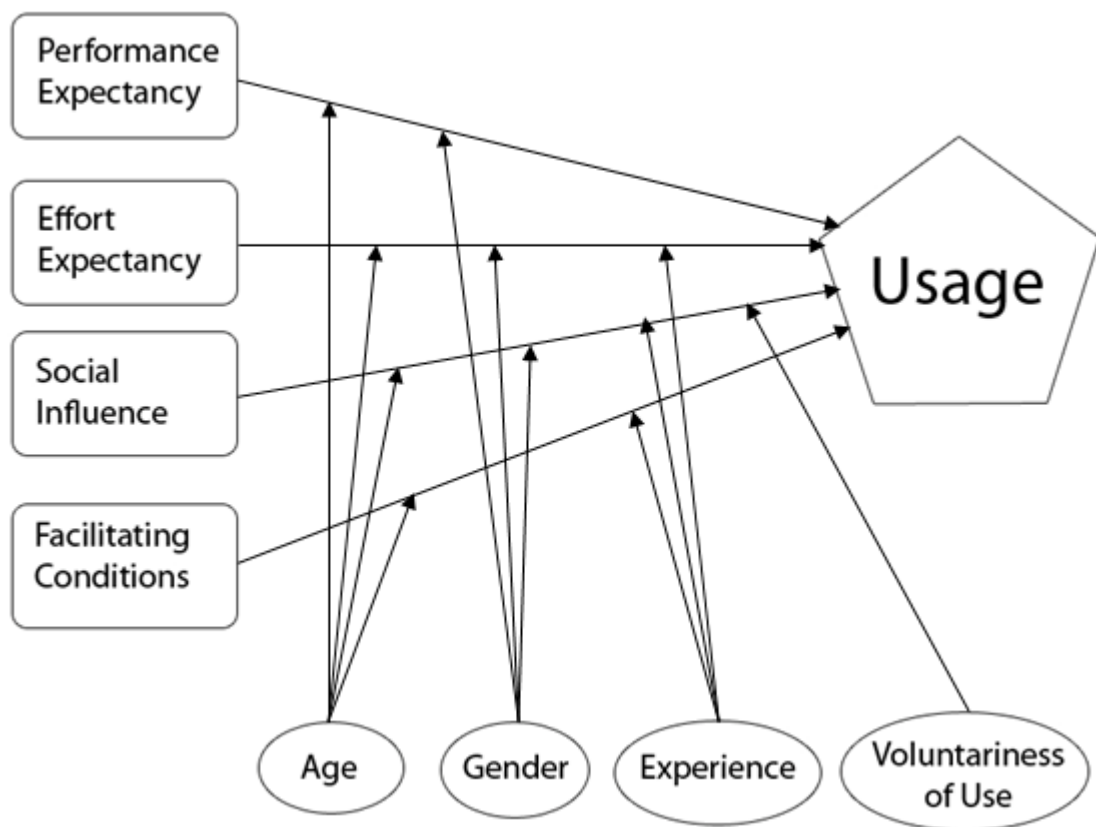 Performance
Expectancy
Effort
Expectancy
Social
Influence
Facilitating
Conditions
Usage
Age
Gender
Experience
Voluntariness
of Use